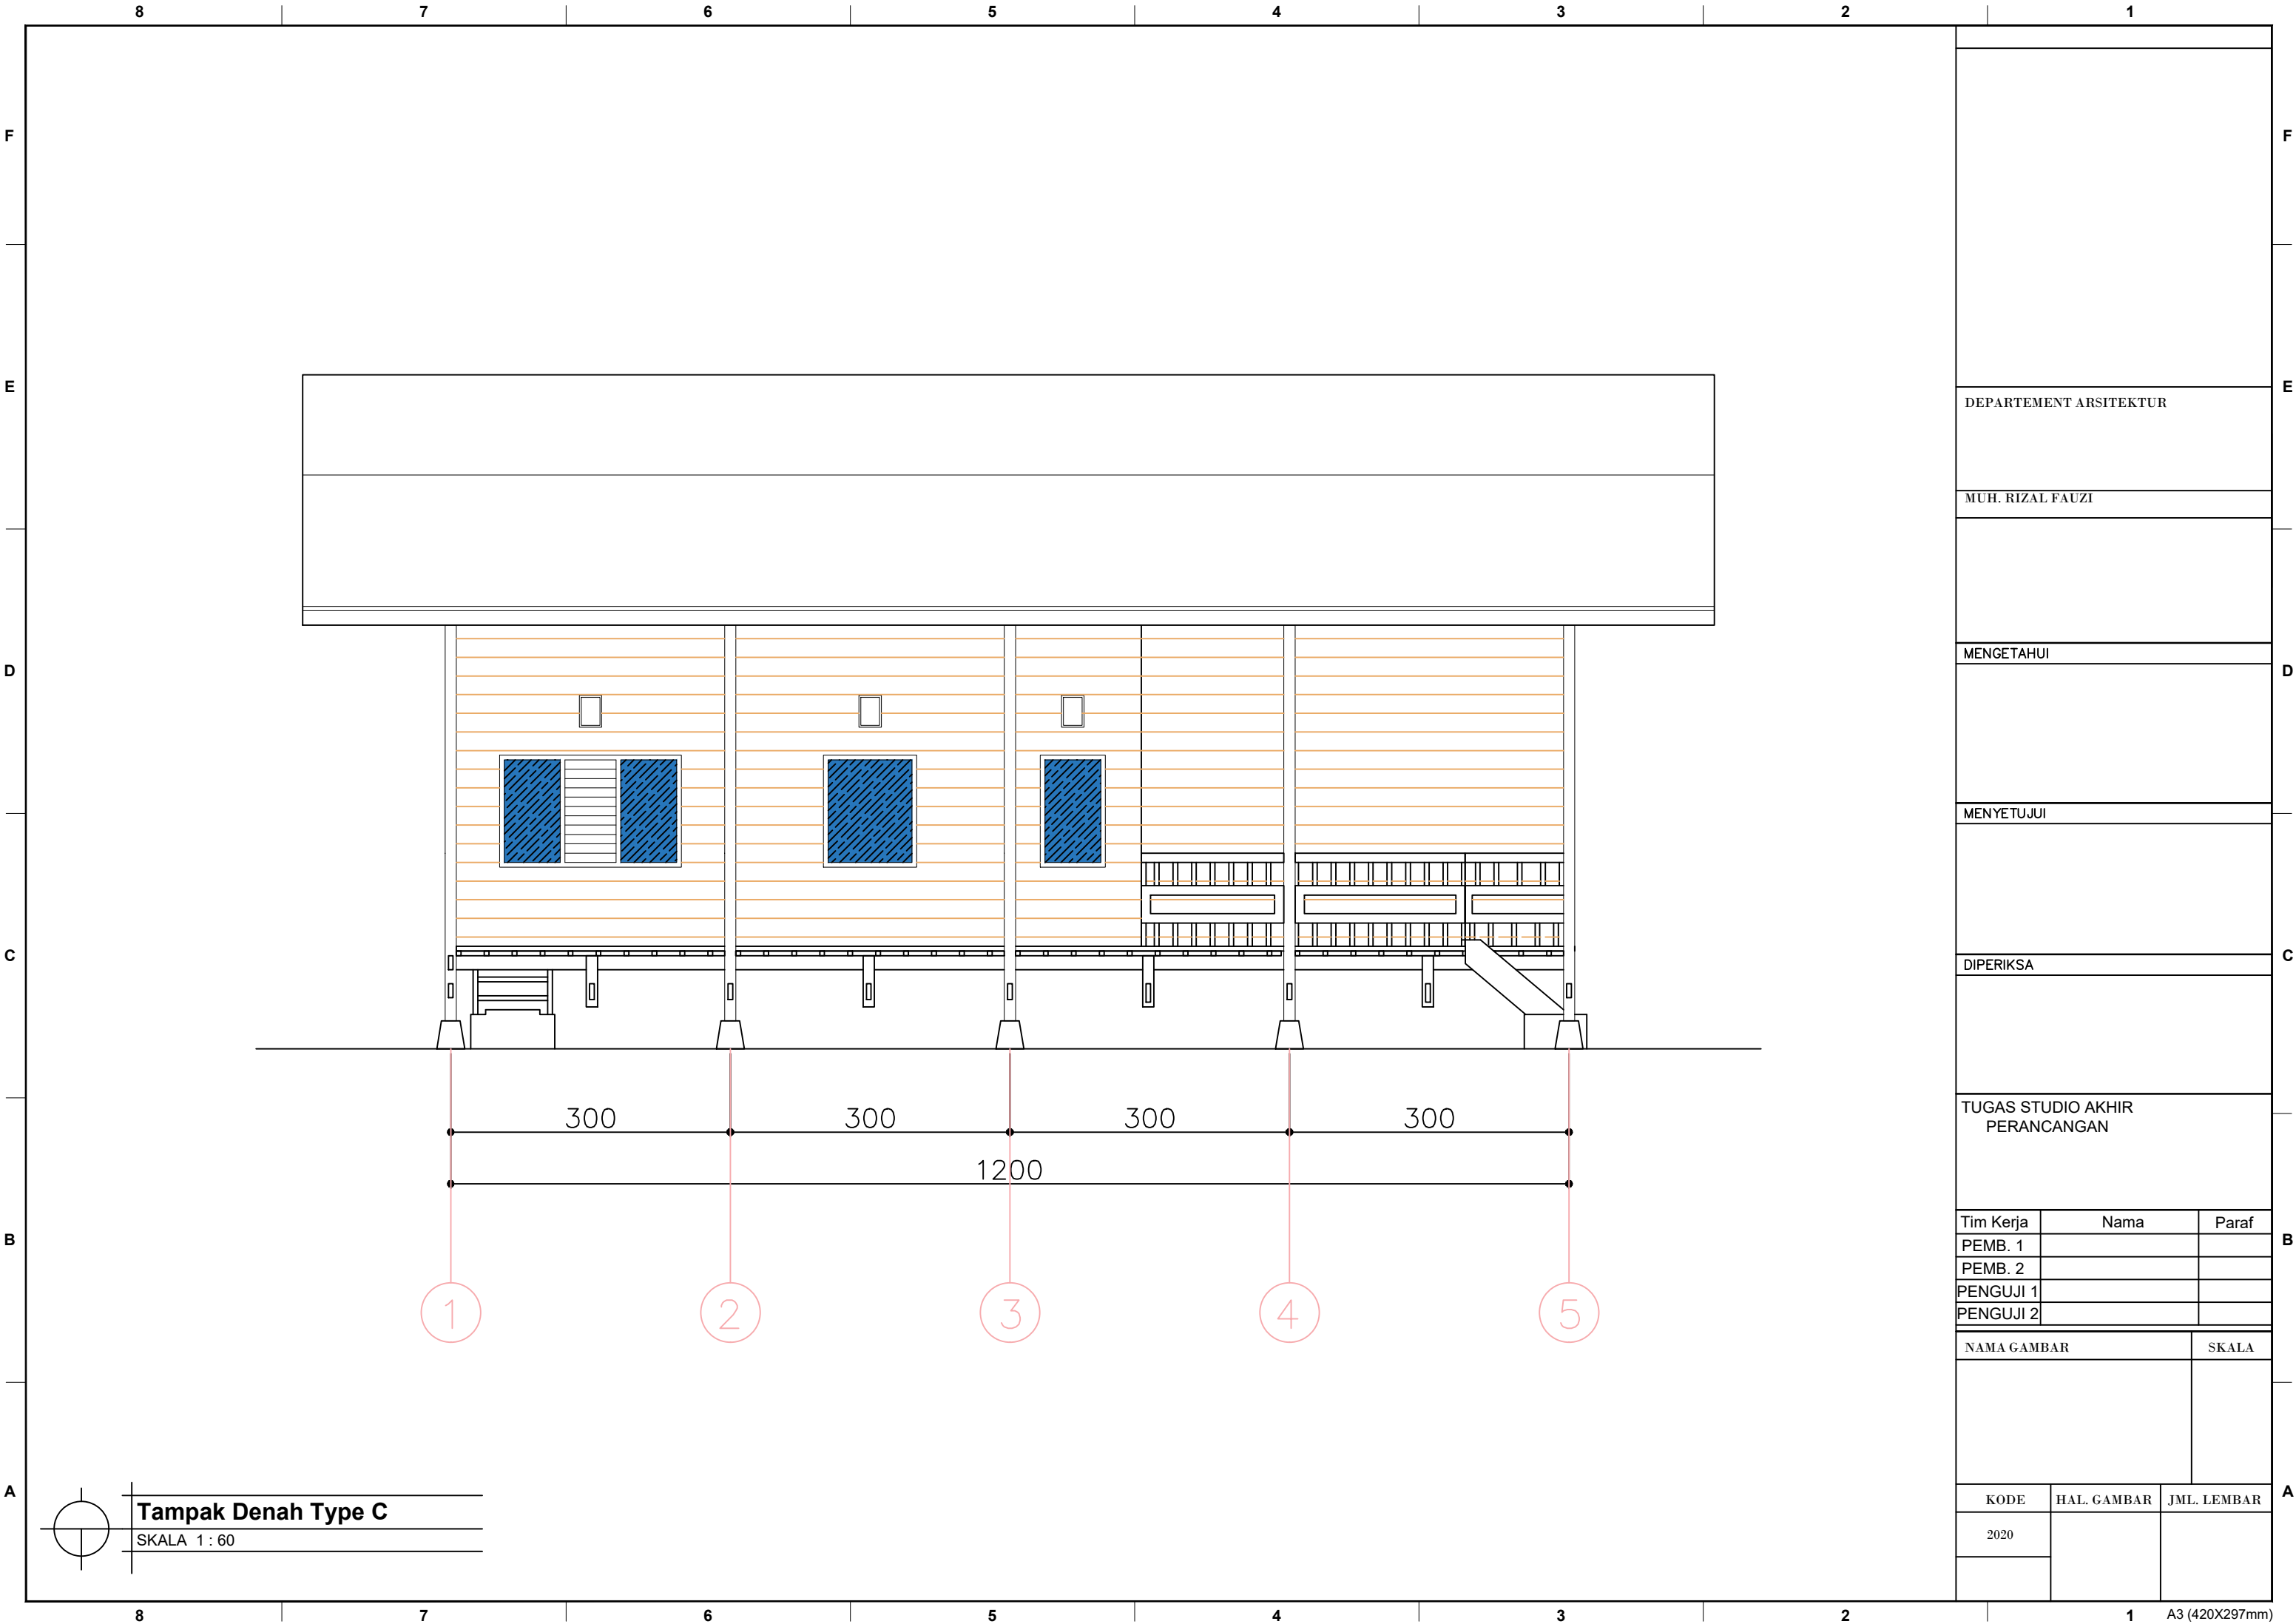 8 7 6 5 4 3 2 1
F F
E E
DEPARTEMENT ARSITEKTUR
MUH. RIZAL FAUZI
D D
MENGETAHUI
MENYETUJUI
C C
DIPERIKSA
300 300 300 300
1200
TUGAS STUDIO AKHIR
PERANCANGAN
Tim Kerja Nama Paraf
B B
PEMB. 1
PEMB. 2
PENGUJI 1
PENGUJI 2
1 2 3 4 5
NAMA GAMBAR SKALA
A A
KODE HAL. GAMBAR JML. LEMBAR
2020
Tampak Denah Type C
SKALA 1 : 60
8 7 6 5 4 3 2 1
A3 (420X297mm)